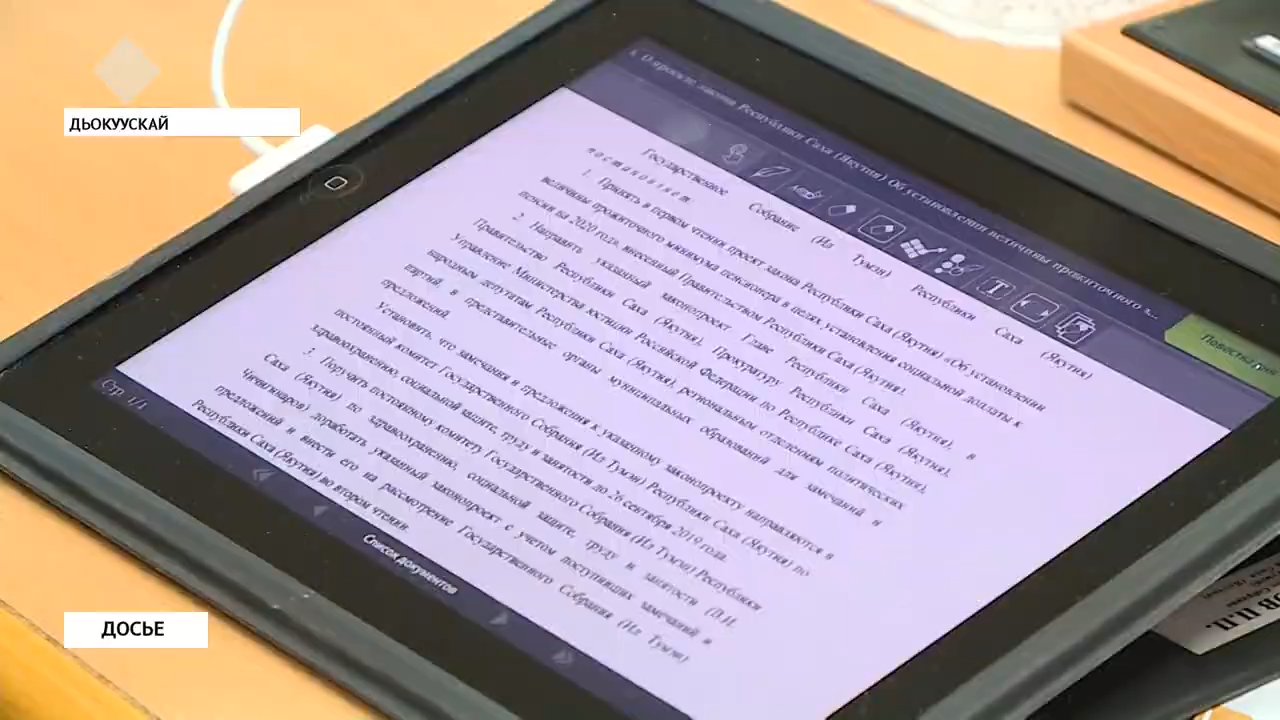 ДЬОКУУСКАЙ
О проекте закона Республики Саха (Якутия) Об установлении величины прожиточного м...
Повестка дня
Государственное Собрание (Ил Тумэн) Республики Саха (Якутия)
п о с т а н о в л я е т:
1. Принять в первом чтении проект закона Республики Саха (Якутия) «Об установлении
величины прожиточного минимума пенсионера в целях установления социальной доплаты к
пенсии на 2020 год», внесенный Правительством Республики Саха (Якутия).
2. Направить указанный законопроект Главе Республики Саха (Якутия), в
Правительство Республики Саха (Якутия), Прокуратуру Республики Саха (Якутия),
Управление Министерства юстиции Российской Федерации по Республике Саха (Якутия),
народным депутатам Республики Саха (Якутия), региональным отделениям политических
партий, в представительные органы муниципальных образований для замечаний и
предложений.
Установить, что замечания и предложения к указанному законопроекту направляются в
постоянный комитет Государственного Собрания (Ил Тумэн) Республики Саха (Якутия) по
здравоохранению, социальной защите, труду и занятости до 26 сентября 2019 года.
3. Поручить постоянному комитету Государственного Собрания (Ил Тумэн) Республики
Саха (Якутия) по здравоохранению, социальной защите, труду и занятости (В.Н.
Чичигинаров) доработать указанный законопроект с учетом поступивших замечаний и
предложений и внести его на рассмотрение Государственного Собрания (Ил Тумэн)
Республики Саха (Якутия) во втором чтении.
Стр 1/1
Список документов
ОВ П.П.
ДОСЬЕ